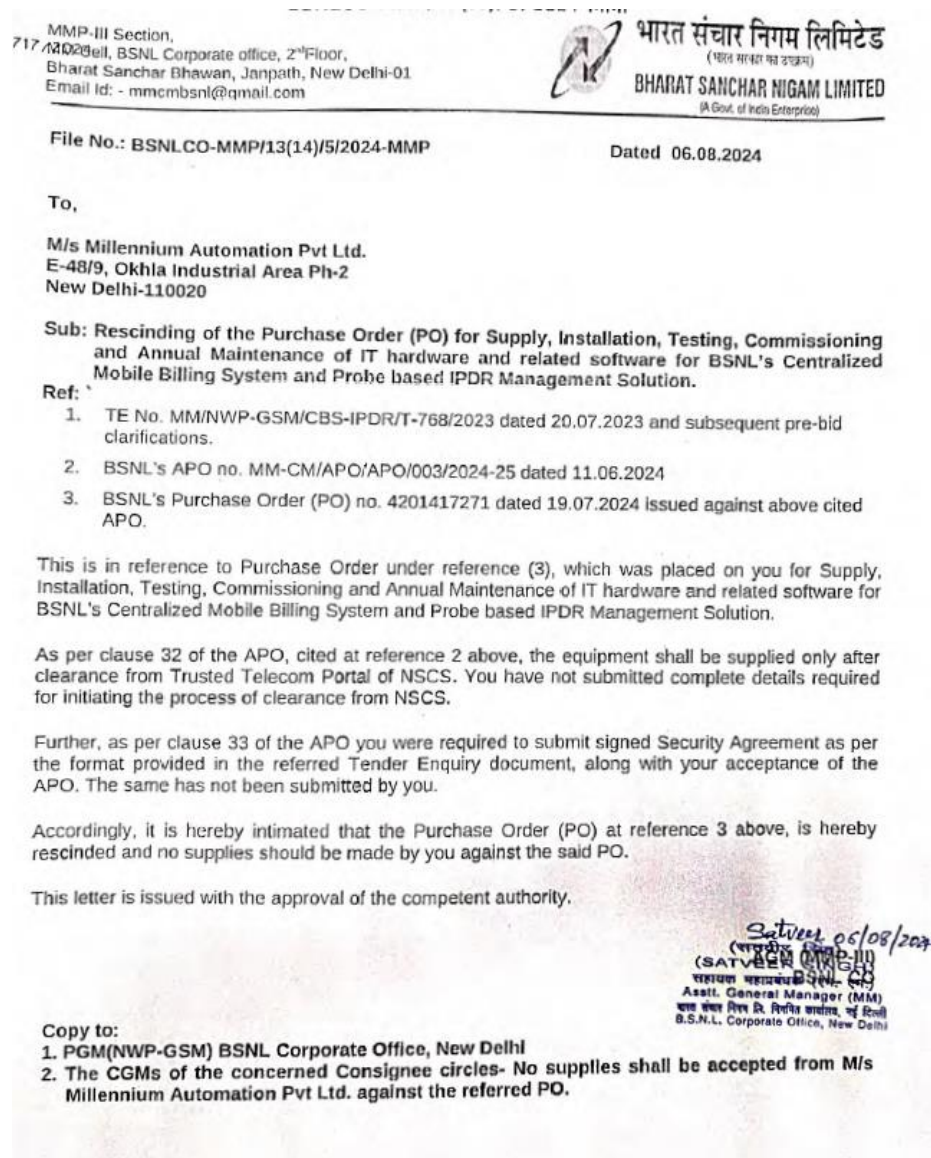 MMP-III Section,
BSNL Corporate office, 2ndFloor,
Bharat Sanchar Bhawan, Janpath, New Delhi-01
Email Id: - mmcmbsnl@gmail.com
भारत संचार निगम लिमिटेड
(भारत सरकार का उपक्रम)
BHARAT SANCHAR NIGAM LIMITED
(A Govt. of India Enterprise)
File No.: BSNLCO-MMP/13(14)/5/2024-MMP
Dated 06.08.2024
To,
M/s Millennium Automation Pvt Ltd.
E-48/9, Okhla Industrial Area Ph-2
New Delhi-110020
Sub: Rescinding of the Purchase Order (PO) for Supply, Installation, Testing, Commissioning
and Annual Maintenance of IT hardware and related software for BSNL's Centralized
Mobile Billing System and Probe based IPDR Management Solution.
Ref:
1. TE No. MM/NWP-GSM/CBS-IPDR/T-768/2023 dated 20.07.2023 and subsequent pre-bid
clarifications.
2. BSNL's APO no. MM-CM/APO/APO/003/2024-25 dated 11.06.2024
3. BSNL's Purchase Order (PO) no. 4201417271 dated 19.07.2024 issued against above cited
APO.
This is in reference to Purchase Order under reference (3), which was placed on you for Supply,
Installation, Testing, Commissioning and Annual Maintenance of IT hardware and related software for
BSNL's Centralized Mobile Billing System and Probe based IPDR Management Solution.
As per clause 32 of the APO, cited at reference 2 above, the equipment shall be supplied only after
clearance from Trusted Telecom Portal of NSCS. You have not submitted complete details required
for initiating the process of clearance from NSCS.
Further, as per clause 33 of the APO you were required to submit signed Security Agreement as per
the format provided in the referred Tender Enquiry document, along with your acceptance of the
APO. The same has not been submitted by you.
Accordingly, it is hereby intimated that the Purchase Order (PO) at reference 3 above, is hereby
rescinded and no supplies should be made by you against the said PO.
This letter is issued with the approval of the competent authority.
Satveer 06/08/2024
AGM (MMP-III)
(SATVEER SINGH)
BSNL CO
Asstt. General Manager (MM)
B.S.N.L. Corporate Office, New Delhi
Copy to:
1. PGM(NWP-GSM) BSNL Corporate Office, New Delhi
2. The CGMs of the concerned Consignee circles- No supplies shall be accepted from M/s
Millennium Automation Pvt Ltd. against the referred PO.